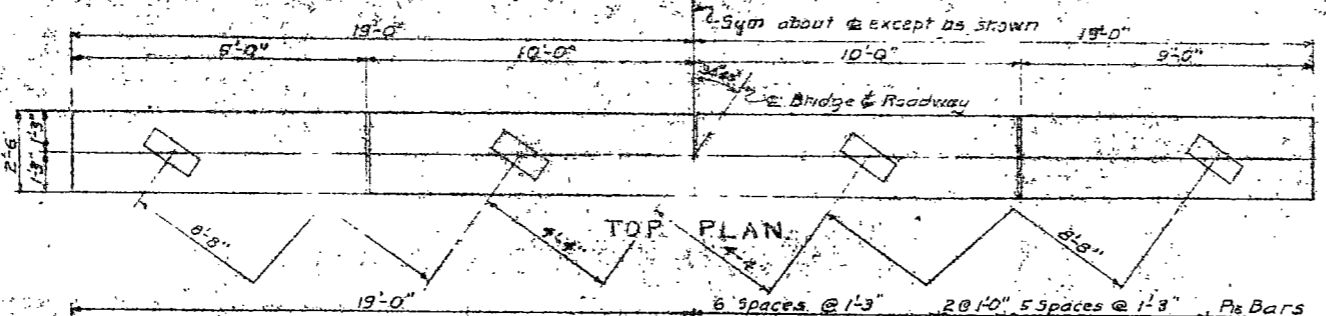 Sym about ℄ except as shown
19'-0" 19'-0"
9'-0" 10'-0" 10'-0" 9'-0"
℄ Bridge & Roadway
2'-6
1'-3" 1'-3"
TOP PLAN
8'-8" 8'-8"
19'-0" 6 Spaces @ 1'-3" 2@1'-0" 5 Spaces @ 1'-3" Bars